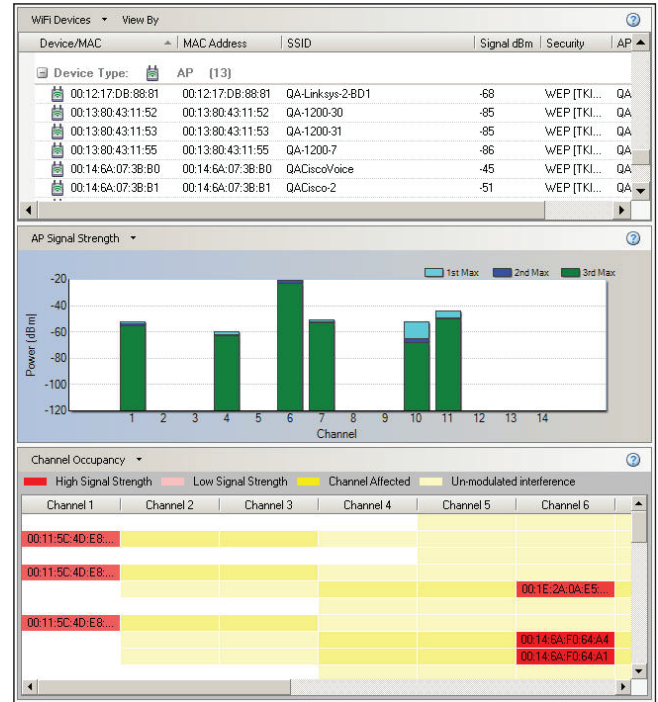 WiFi Devices View By
Device/MAC MAC Address SSID Signal dBm Security AP
Device Type: AP (13)
00:12:17:DB:88:81 00:12:17:DB:88:81 QA-Linksys-2-BD1 -68 WEP [TKI... QA
00:13:80:43:11:52 00:13:80:43:11:52 QA-1200-30 -85 WEP [TKI... QA
00:13:80:43:11:53 00:13:80:43:11:53 QA-1200-31 -85 WEP [TKI... QA
00:13:80:43:11:55 00:13:80:43:11:55 QA-1200-7 -86 WEP [TKI... QA
00:14:6A:07:3B:B0 00:14:6A:07:3B:B0 QACiscoVoice -45 WEP [TKI... QA
00:14:6A:07:3B:B1 00:14:6A:07:3B:B1 QACisco-2 -51 WEP [TKI... QA
AP Signal Strength
1st Max 2nd Max 3rd Max
Power [dBm]
-20
-40
-60
-80
-100
-120
1 2 3 4 5 6 7 8 9 10 11 12 13 14
Channel
Channel Occupancy
High Signal Strength Low Signal Strength Channel Affected Un-modulated interference
Channel 1 Channel 2 Channel 3 Channel 4 Channel 5 Channel 6
00:11:5C:4D:E8:...
00:11:5C:4D:E8:...
00:1E:2A:0A:E5:...
00:11:5C:4D:E8:...
00:14:6A:F0:64:A4
00:14:6A:F0:64:A1